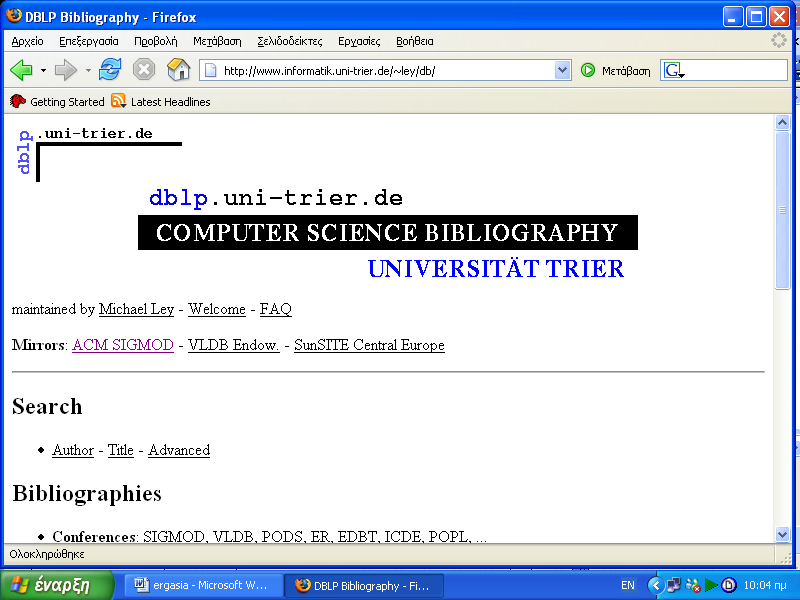 DBLP Bibliography - Firefox
Αρχείο Επεξεργασία Προβολή Μετάβαση Σελιδοδείκτες Εργασίες Βοήθεια
http://www.informatik.uni-trier.de/~ley/db/ Μετάβαση G
Getting Started Latest Headlines
dblp .uni-trier.de
dblp.uni-trier.de
COMPUTER SCIENCE BIBLIOGRAPHY
UNIVERSITÄT TRIER
maintained by Michael Ley - Welcome - FAQ
Mirrors: ACM SIGMOD - VLDB Endow. - SunSITE Central Europe
Search
Author - Title - Advanced
Bibliographies
Conferences: SIGMOD, VLDB, PODS, ER, EDBT, ICDE, POPL, ...
Ολοκληρώθηκε
έναρξη ergasia - Microsoft W... DBLP Bibliography - Fi... EN 10:04 πμ